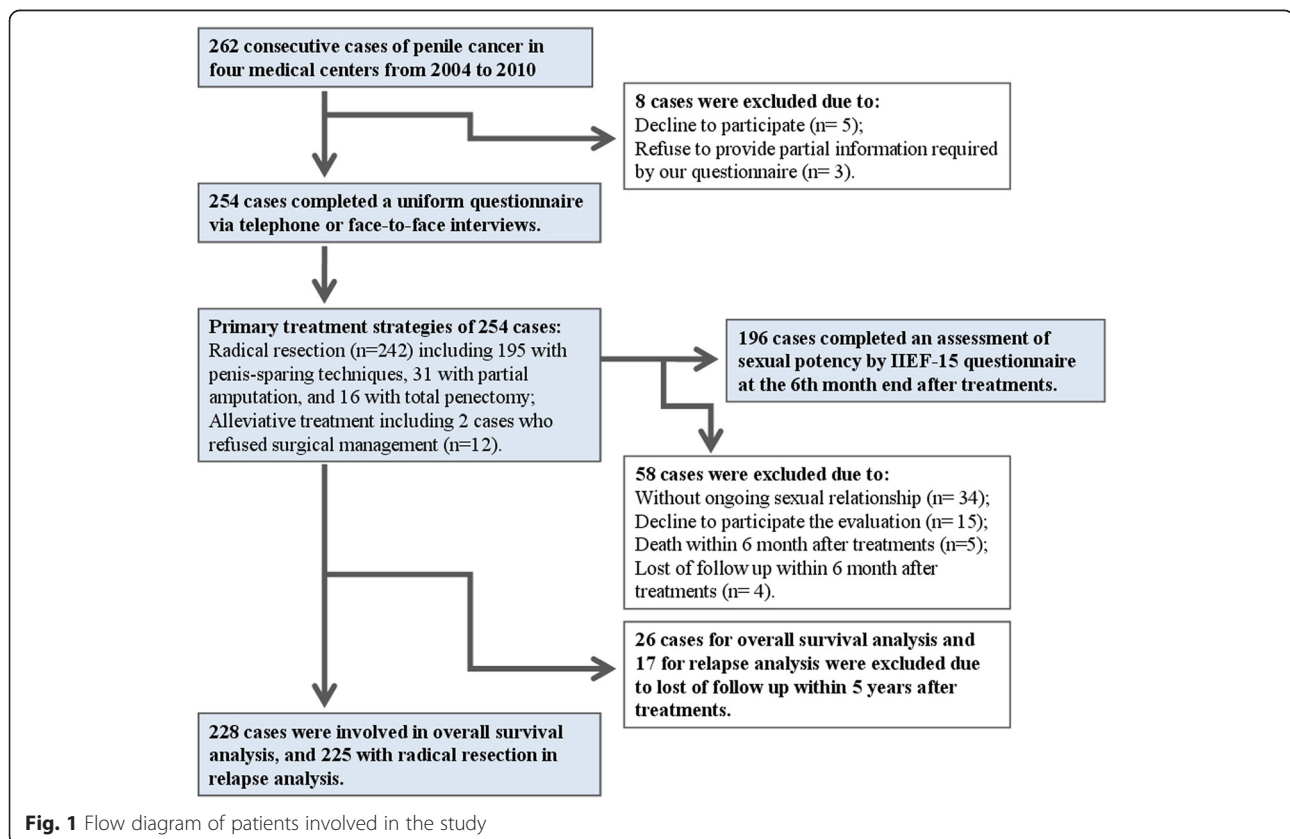 262 consecutive cases of penile cancer in
four medical centers from 2004 to 2010
8 cases were excluded due to:
Decline to participate (n= 5);
Refuse to provide partial information required
by our questionnaire (n= 3).
254 cases completed a uniform questionnaire
via telephone or face-to-face interviews.
Primary treatment strategies of 254 cases:
Radical resection (n=242) including 195 with
penis-sparing techniques, 31 with partial
amputation, and 16 with total penectomy;
Alleviative treatment including 2 cases who
refused surgical management (n=12).
196 cases completed an assessment of
sexual potency by IIEF-15 questionnaire
at the 6th month end after treatments.
58 cases were excluded due to:
Without ongoing sexual relationship (n= 34);
Decline to participate the evaluation (n= 15);
Death within 6 month after treatments (n=5);
Lost of follow up within 6 month after
treatments (n= 4).
26 cases for overall survival analysis and
17 for relapse analysis were excluded due
to lost of follow up within 5 years after
treatments.
228 cases were involved in overall survival
analysis, and 225 with radical resection in
relapse analysis.
Fig. 1 Flow diagram of patients involved in the study